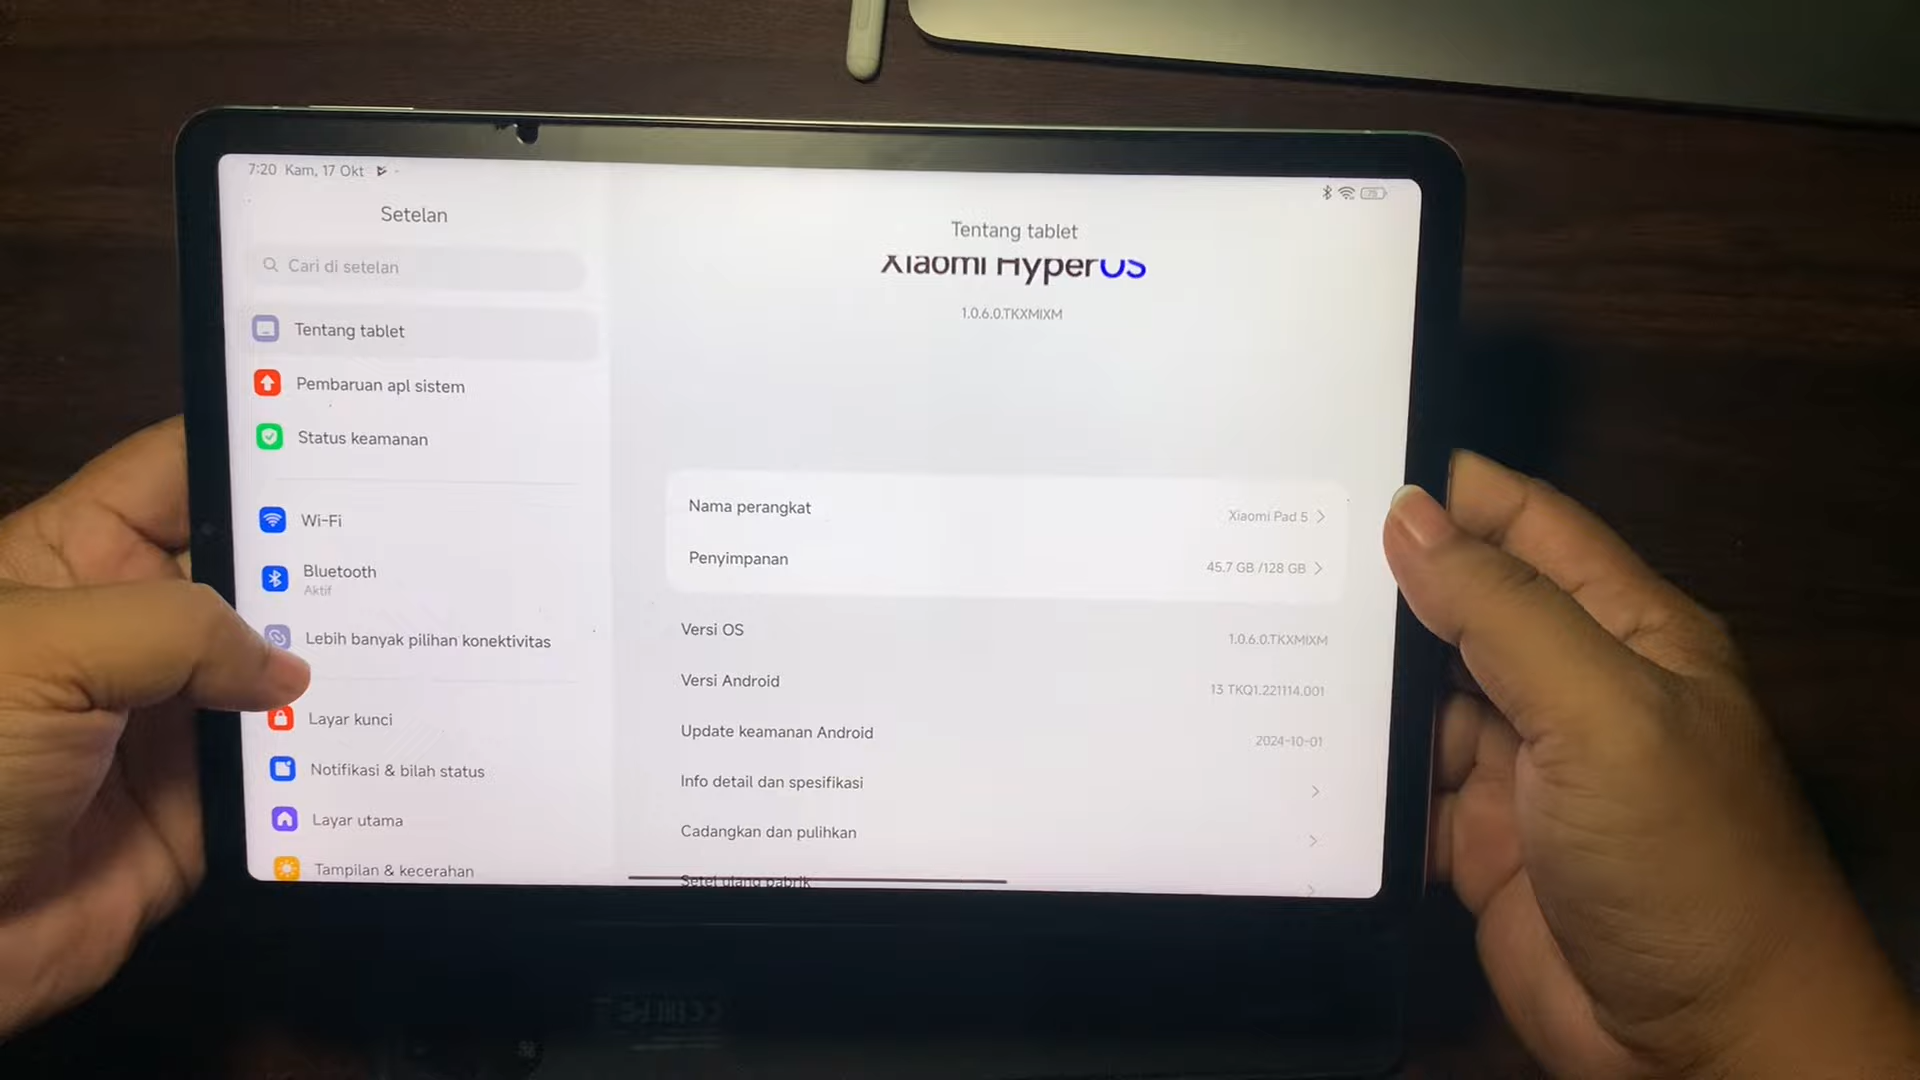 7:20 Kam, 17 Okt
Setelan
Cari di setelan
Tentang tablet
Pembaruan apl sistem
Status keamanan
Wi-Fi
Bluetooth
Aktif
Lebih banyak pilihan konektivitas
Layar kunci
Notifikasi & bilah status
Layar utama
Tampilan & kecerahan
Tentang tablet
Xiaomi HyperOS
1.0.6.0.TKXMIXM
Nama perangkat Xiaomi Pad 5
Penyimpanan 45.7 GB /128 GB
Versi OS 1.0.6.0.TKXMIXM
Versi Android 13 TKQ1.221114.001
Update keamanan Android 2024-10-01
Info detail dan spesifikasi
Cadangkan dan pulihkan
Setel ulang pabrik